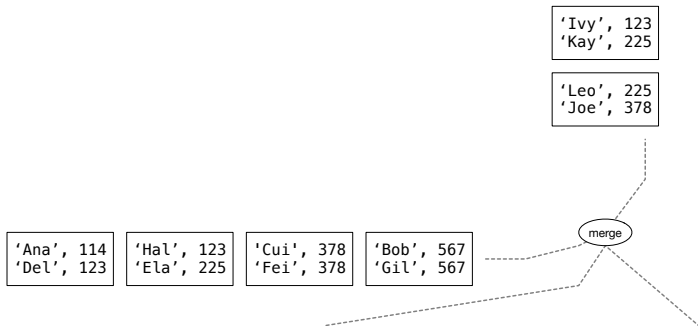 ‘Ivy’, 123
‘Kay’, 225
‘Leo’, 225
‘Joe’, 378
merge
‘Ana’, 114
‘Del’, 123
‘Hal’, 123
‘Ela’, 225
'Cui', 378
‘Fei’, 378
‘Bob’, 567
‘Gil’, 567